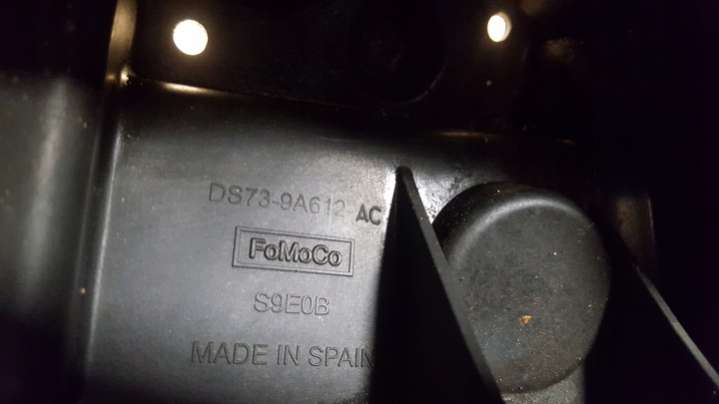 DS73-9A612-AC
FoMoCo
S9E0B
MADE IN SPAIN